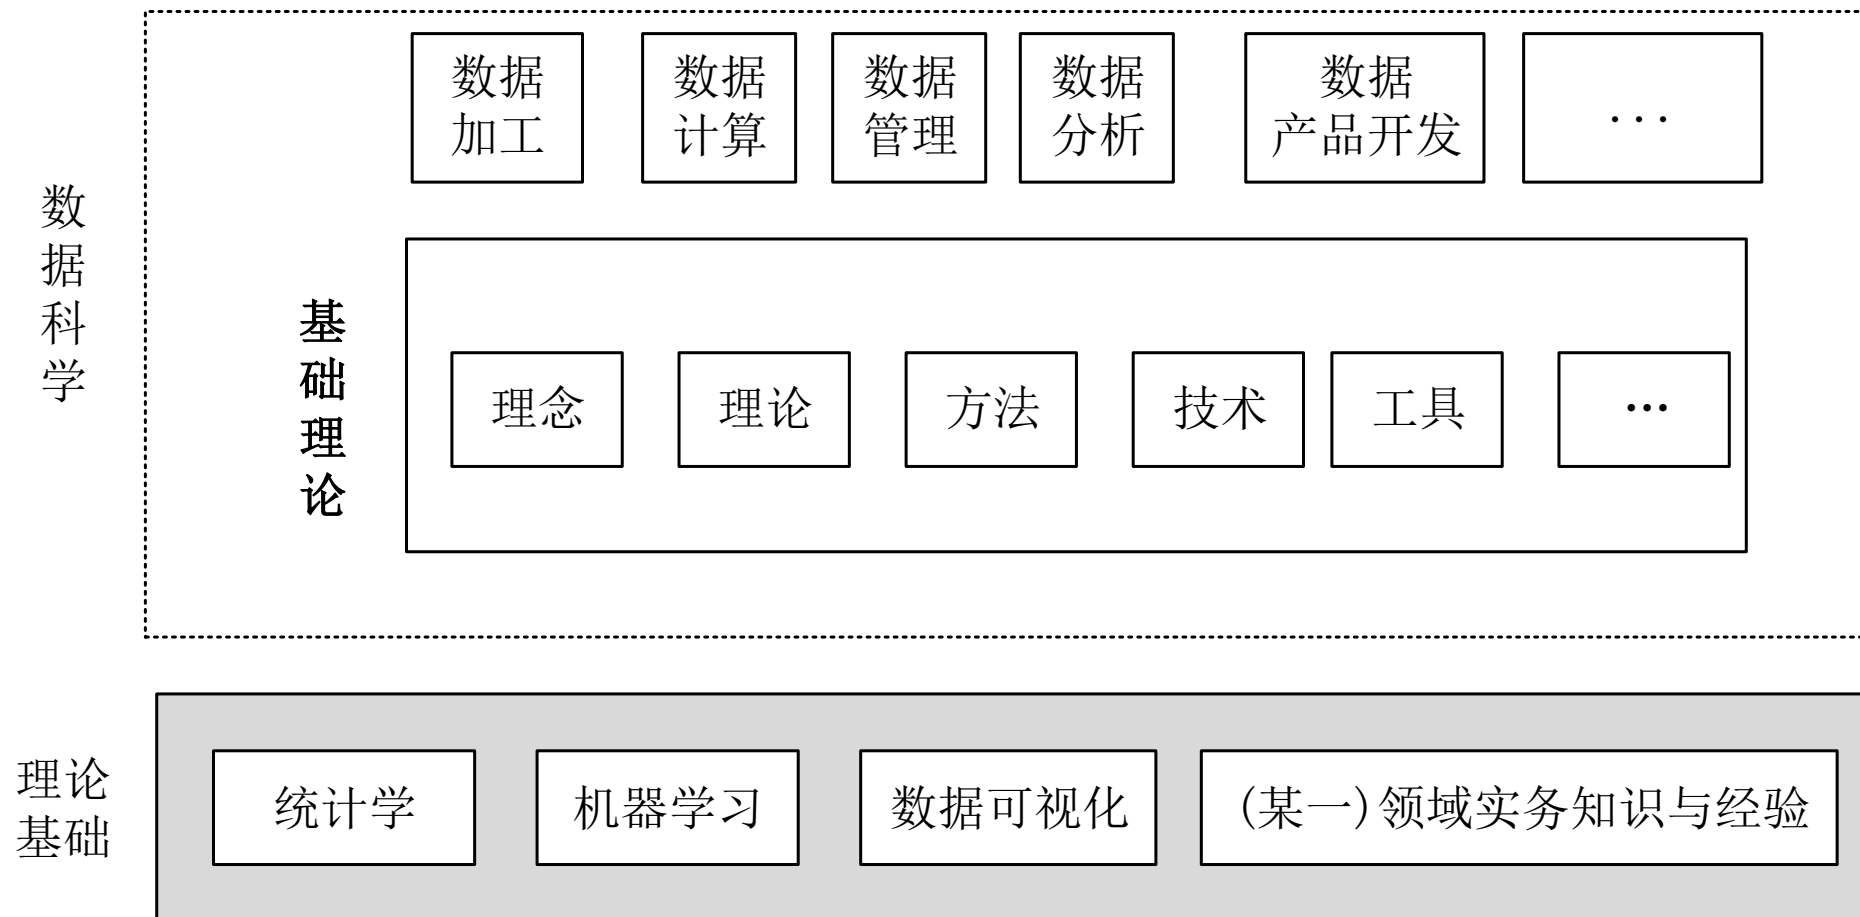 数据
加工
数据
计算
数据
管理
数据
分析
数据
产品开发
...
数
据
科
学
基
础
理
论
理念
理论
方法
技术
工具
...
理论
基础
统计学
机器学习
数据可视化
(某一)领域实务知识与经验